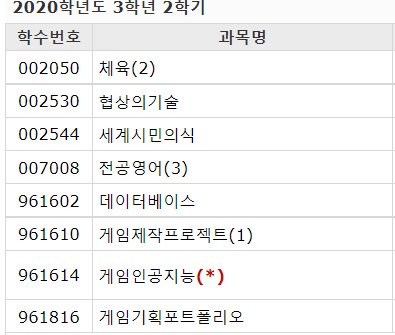 2020학년도 3학년 2학기
학수번호 과목명
002050 체육(2)
002530 협상의기술
002544 세계시민의식
007008 전공영어(3)
961602 데이터베이스
961610 게임제작프로젝트(1)
961614 게임인공지능(*)
961816 게임기획포트폴리오